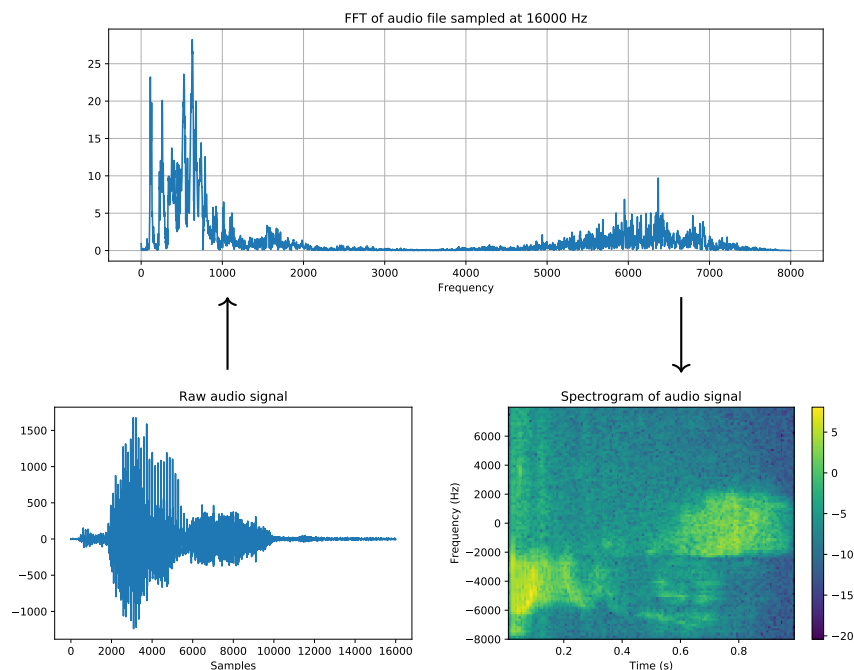 FFT of audio file sampled at 16000 Hz
25
20
15
10
5
0
0 1000 2000 3000 4000 5000 6000 7000 8000
Frequency
Raw audio signal
1500
1000
500
0
−500
−1000
0 2000 4000 6000 8000 10000 12000 14000 16000
Samples
Spectrogram of audio signal
Frequency (Hz)
6000
4000
2000
0
−2000
−4000
−6000
−8000
0.2 0.4 0.6 0.8
Time (s)
5
0
−5
−10
−15
−20